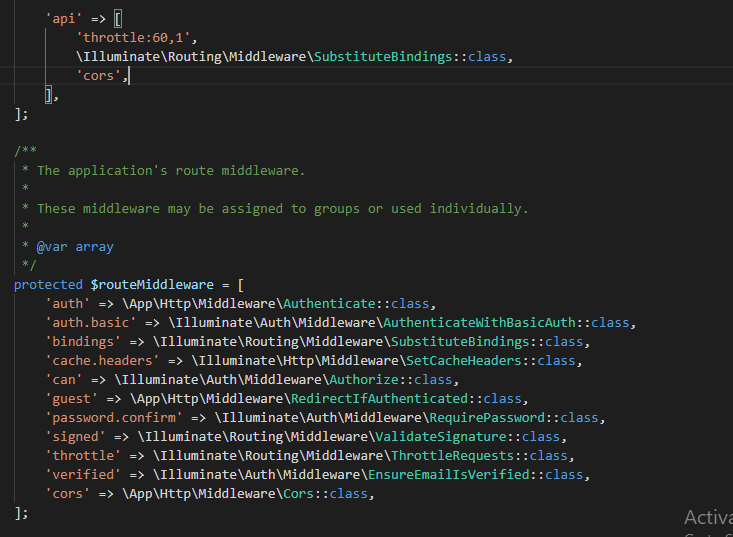 'api' => [
'throttle:60,1',
\Illuminate\Routing\Middleware\SubstituteBindings::class,
'cors',
],
];
/**
* The application's route middleware.
*
* These middleware may be assigned to groups or used individually.
*
* @var array
*/
protected $routeMiddleware = [
'auth' => \App\Http\Middleware\Authenticate::class,
'auth.basic' => \Illuminate\Auth\Middleware\AuthenticateWithBasicAuth::class,
'bindings' => \Illuminate\Routing\Middleware\SubstituteBindings::class,
'cache.headers' => \Illuminate\Http\Middleware\SetCacheHeaders::class,
'can' => \Illuminate\Auth\Middleware\Authorize::class,
'guest' => \App\Http\Middleware\RedirectIfAuthenticated::class,
'password.confirm' => \Illuminate\Auth\Middleware\RequirePassword::class,
'signed' => \Illuminate\Routing\Middleware\ValidateSignature::class,
'throttle' => \Illuminate\Routing\Middleware\ThrottleRequests::class,
'verified' => \Illuminate\Auth\Middleware\EnsureEmailIsVerified::class,
'cors' => \App\Http\Middleware\Cors::class,
];
Activa